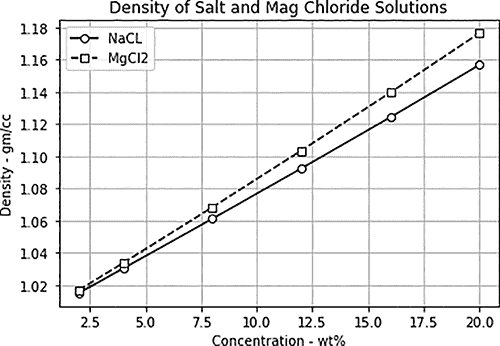 Density of Salt and Mag Chloride Solutions
NaCL
MgCl2
1.18
1.16
1.14
1.12
1.10
1.08
1.06
1.04
1.02
Density - gm/cc
2.5 5.0 7.5 10.0 12.5 15.0 17.5 20.0
Concentration - wt%